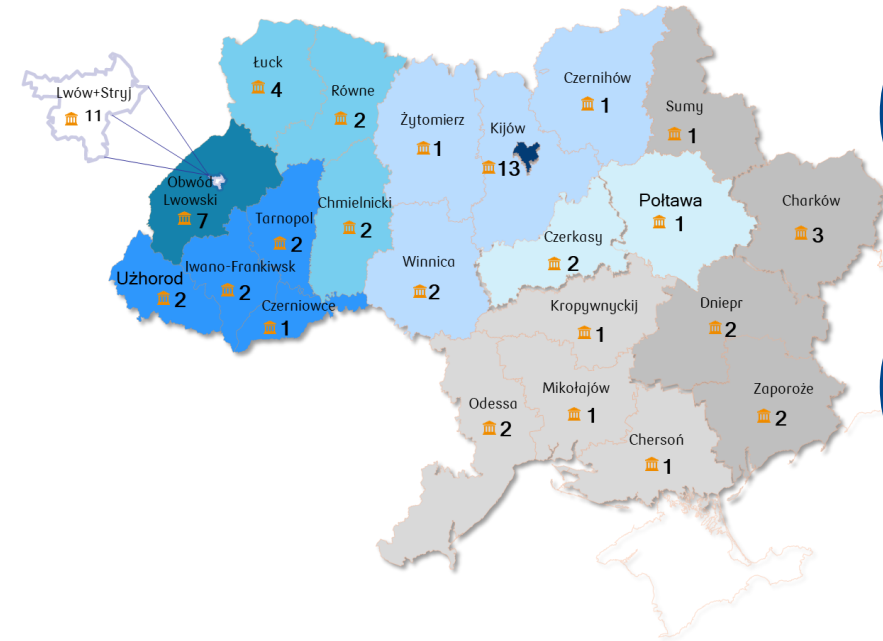 Łuck
4
Równe
2
Lwów+Stryj
11
Żytomierz
1
Kijów
13
Czernihów
1
Sumy
1
Obwód
Lwowski
7
Tarnopol
2
Chmielnicki
2
Połtawa
1
Charków
3
Czerkasy
2
Winnica
2
Użhorod
2
Iwano-Frankiwsk
2
Czerniowce
1
Kropywnyckij
1
Dniepr
2
Odessa
2
Mikołajów
1
Zaporoże
2
Chersoń
1